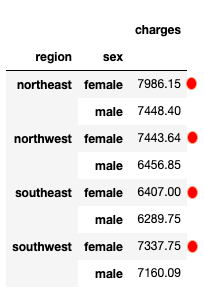 charges
region sex
northeast female 7986.15
male 7448.40
northwest female 7443.64
male 6456.85
southeast female 6407.00
male 6289.75
southwest female 7337.75
male 7160.09